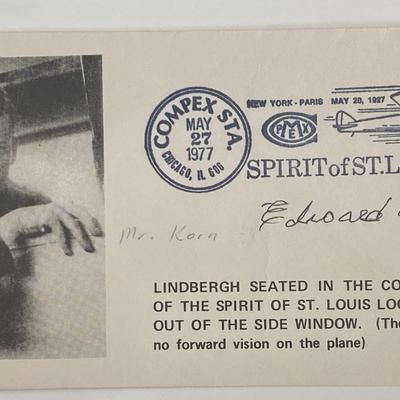 COMPEX STA.
MAY
27
1977
CHICAGO, IL 606
NEW YORK - PARIS MAY 20, 1927
COMPEX
SPIRIT of ST. L
Edward
Mr. Korn
LINDBERGH SEATED IN THE CO
OF THE SPIRIT OF ST. LOUIS LOO
OUT OF THE SIDE WINDOW. (The
no forward vision on the plane)